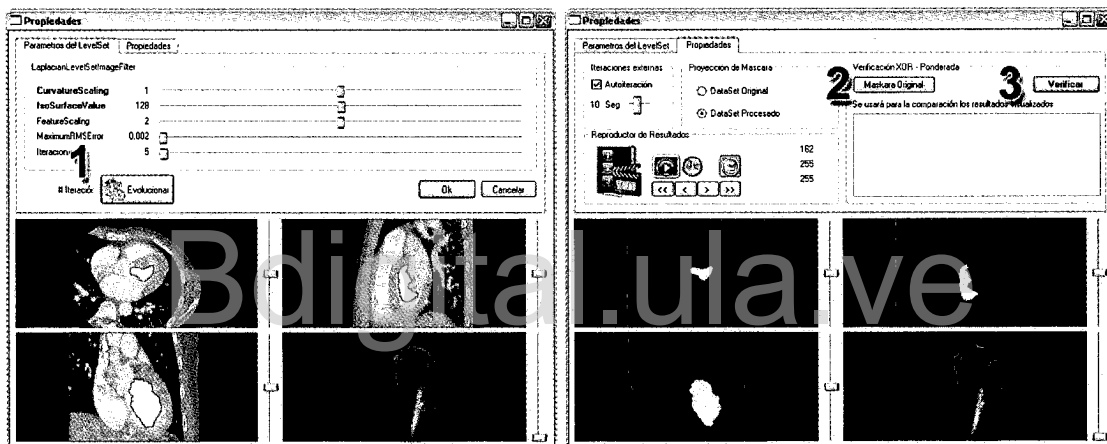 Propiedades
Parametros del LevelSet Propiedades
LaplacianLevelSetImageFilter
CurvatureScaling 1
IsoSurfaceValue 128
FeatureScaling 2
MaximumRMSError 0.002
Iteracion 5
1
# Iteración Evolucionar
Ok Cancelar
Propiedades
Parametros del LevelSet Propiedades
Iteraciones externas
Autoiteración
10 Seg
Proyección de Mascara
DataSet Original
DataSet Procesado
Reproductor de Resultados
162
255
255
<< < > >>
Verificación XOR - Ponderada
2 Maskara Original 3 Verificar
Se usará para la comparación los resultados visualizados
Bdigital.ula.ve